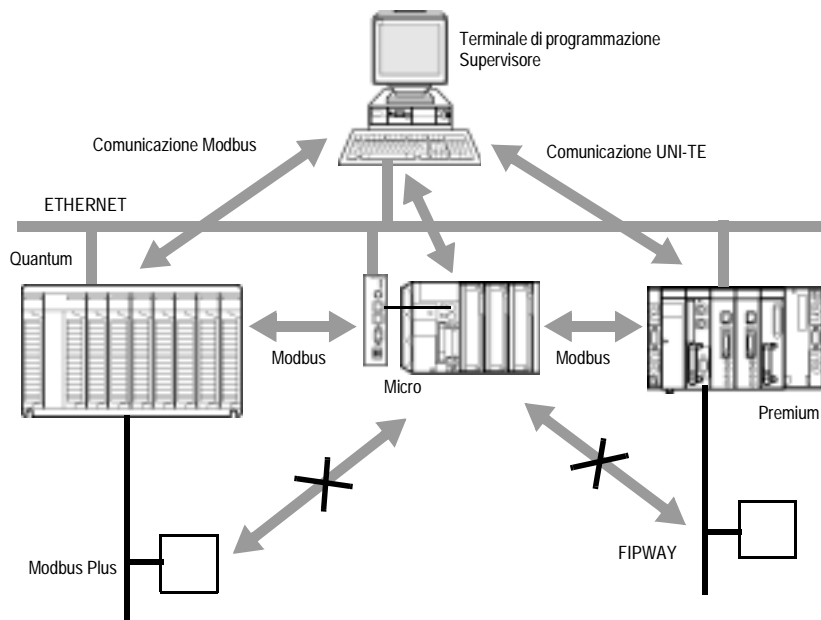 Terminale di programmazione
Supervisore
Comunicazione Modbus
Comunicazione UNI-TE
ETHERNET
Quantum
Modbus
Modbus
Micro
Premium
Modbus Plus
FIPWAY